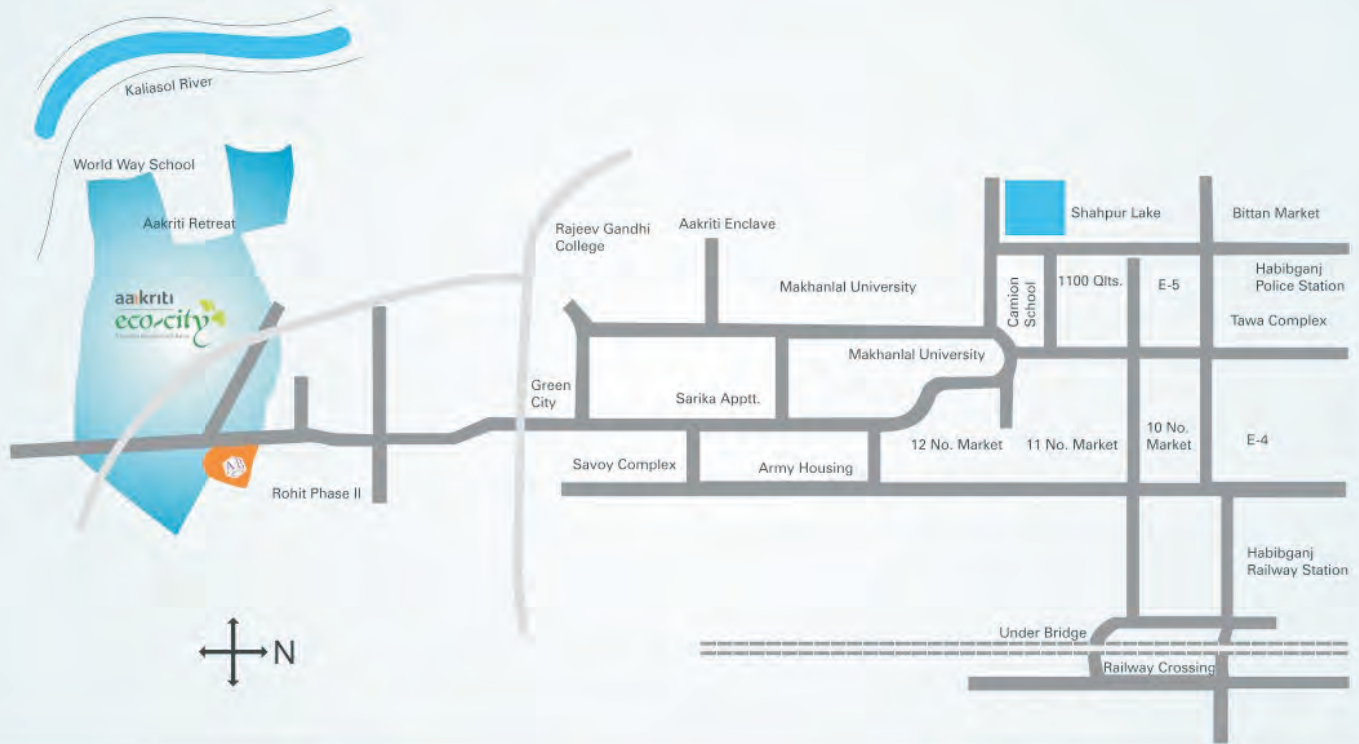 Kaliasol River
World Way School
Aakriti Retreat
aakriti
eco-city
Rajeev Gandhi
College
Aakriti Enclave
Makhanlal University
Shahpur Lake
Bittan Market
Camion
School
1100 Qlts.
E-5
Habibganj
Police Station
Tawa Complex
Makhanlal University
Green
City
Sarika Apptt.
12 No. Market
11 No. Market
10 No.
Market
E-4
Savoy Complex
Army Housing
Rohit Phase II
Habibganj
Railway Station
Under Bridge
Railway Crossing
N